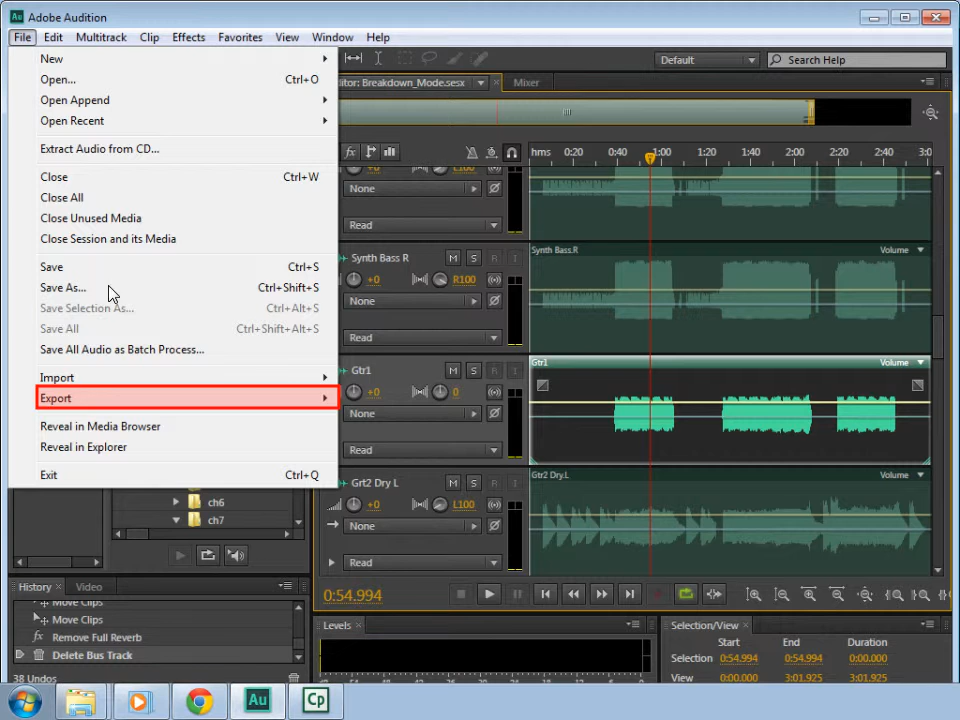 Au Adobe Audition
File Edit Multitrack Clip Effects Favorites View Window Help
New
Open... Ctrl+O
Open Append
Open Recent
Extract Audio from CD...
Close Ctrl+W
Close All
Close Unused Media
Close Session and its Media
Save Ctrl+S
Save As... Ctrl+Shift+S
Save Selection As... Ctrl+Alt+S
Save All Ctrl+Shift+Alt+S
Save All Audio as Batch Process...
Import
Export
Reveal in Media Browser
Reveal in Explorer
Exit Ctrl+Q
Default Search Help
itor: Breakdown_Mode.sesx Mixer
fx hms 0:20 0:40 1:00 1:20 1:40 2:00 2:20 2:40 3:0
None
Read
Synth Bass R M S R I Synth Bass R Volume
+0 R100
None
Read
Gtr1 M S R I Gtr1 Volume
+0 0
None
Read
Grt2 Dry L M S R I Grt2 Dry L Volume
+0 L100
None
Read
ch6
ch7
History Video
Move Clips
Move Clips
fx Remove Full Reverb
Delete Bus Track
38 Undos
0:54.994
Levels
Selection/View
Start End Duration
Selection 0:54.994 0:54.994 0:00.000
View 0:00.000 3:01.925 3:01.925
Au Cp